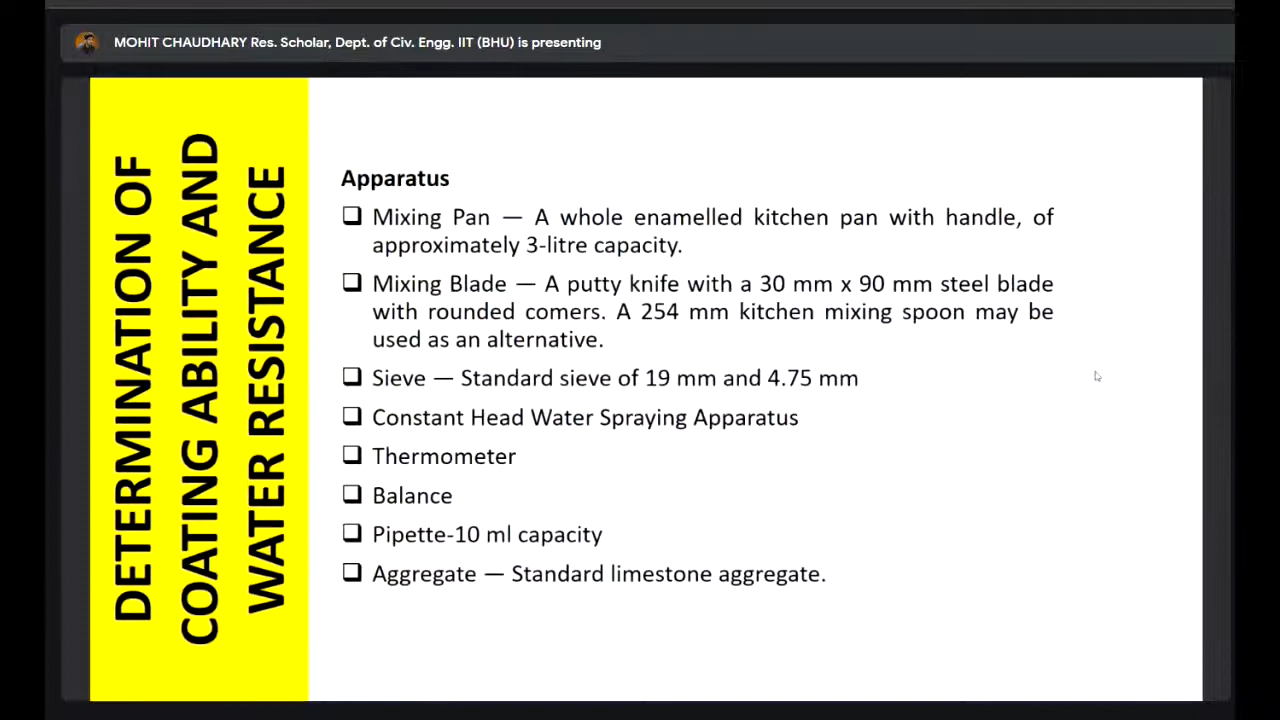 MOHIT CHAUDHARY Res. Scholar, Dept. of Civ. Engg. IIT (BHU) is presenting
DETERMINATION OF
COATING ABILITY AND
WATER RESISTANCE
Apparatus
❑ Mixing Pan — A whole enamelled kitchen pan with handle, of
approximately 3-litre capacity.
❑ Mixing Blade — A putty knife with a 30 mm x 90 mm steel blade
with rounded comers. A 254 mm kitchen mixing spoon may be
used as an alternative.
❑ Sieve — Standard sieve of 19 mm and 4.75 mm
❑ Constant Head Water Spraying Apparatus
❑ Thermometer
❑ Balance
❑ Pipette-10 ml capacity
❑ Aggregate — Standard limestone aggregate.